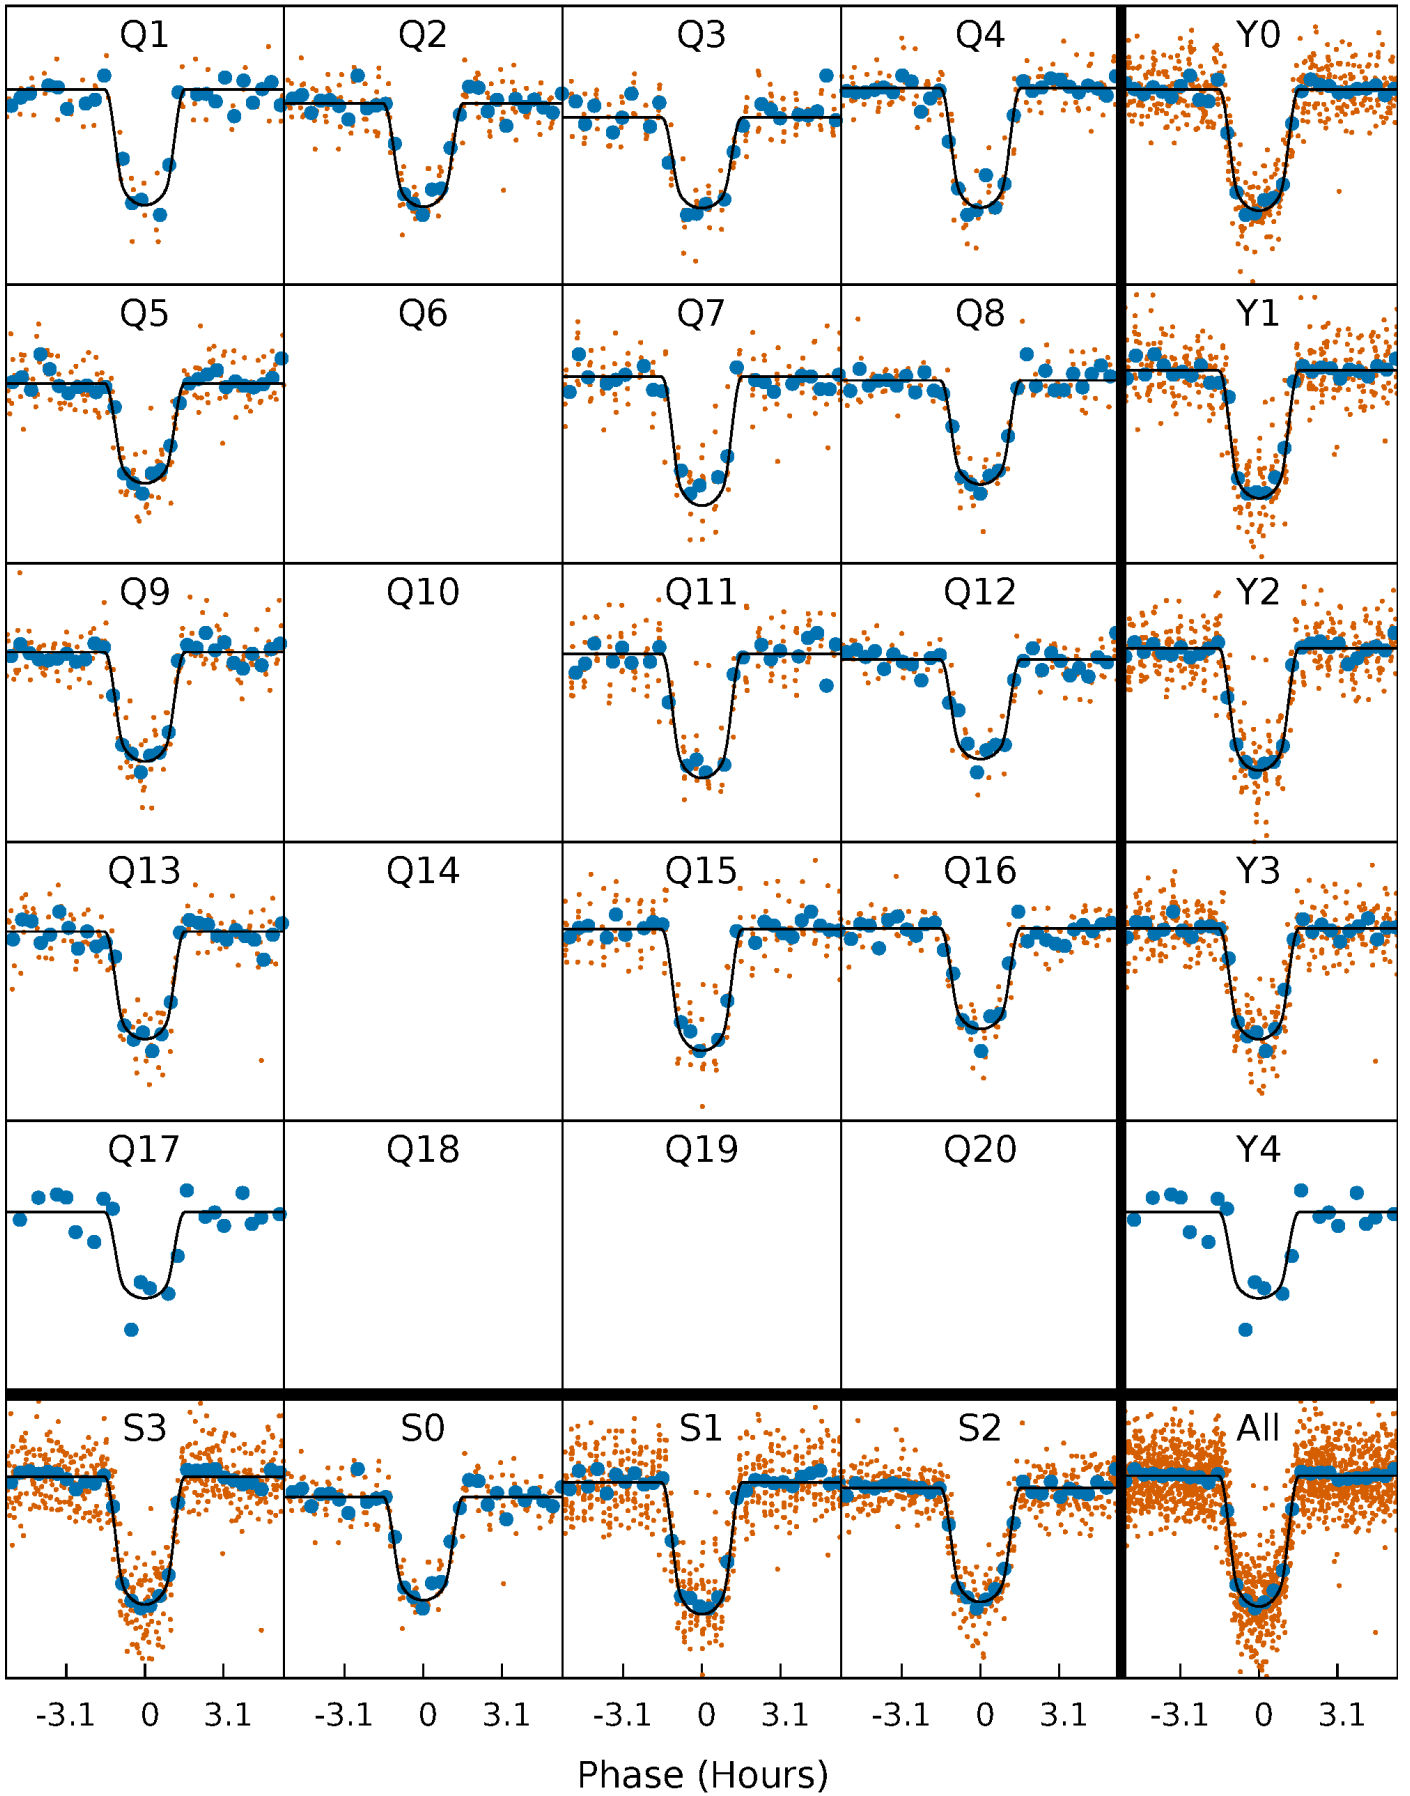 Q1 Q2 Q3 Q4 Y0
Q5 Q6 Q7 Q8 Y1
Q9 Q10 Q11 Q12 Y2
Q13 Q14 Q15 Q16 Y3
Q17 Q18 Q19 Q20 Y4
S3 S0 S1 S2 All
-3.1 0 3.1 -3.1 0 3.1 -3.1 0 3.1 -3.1 0 3.1 -3.1 0 3.1
Phase (Hours)